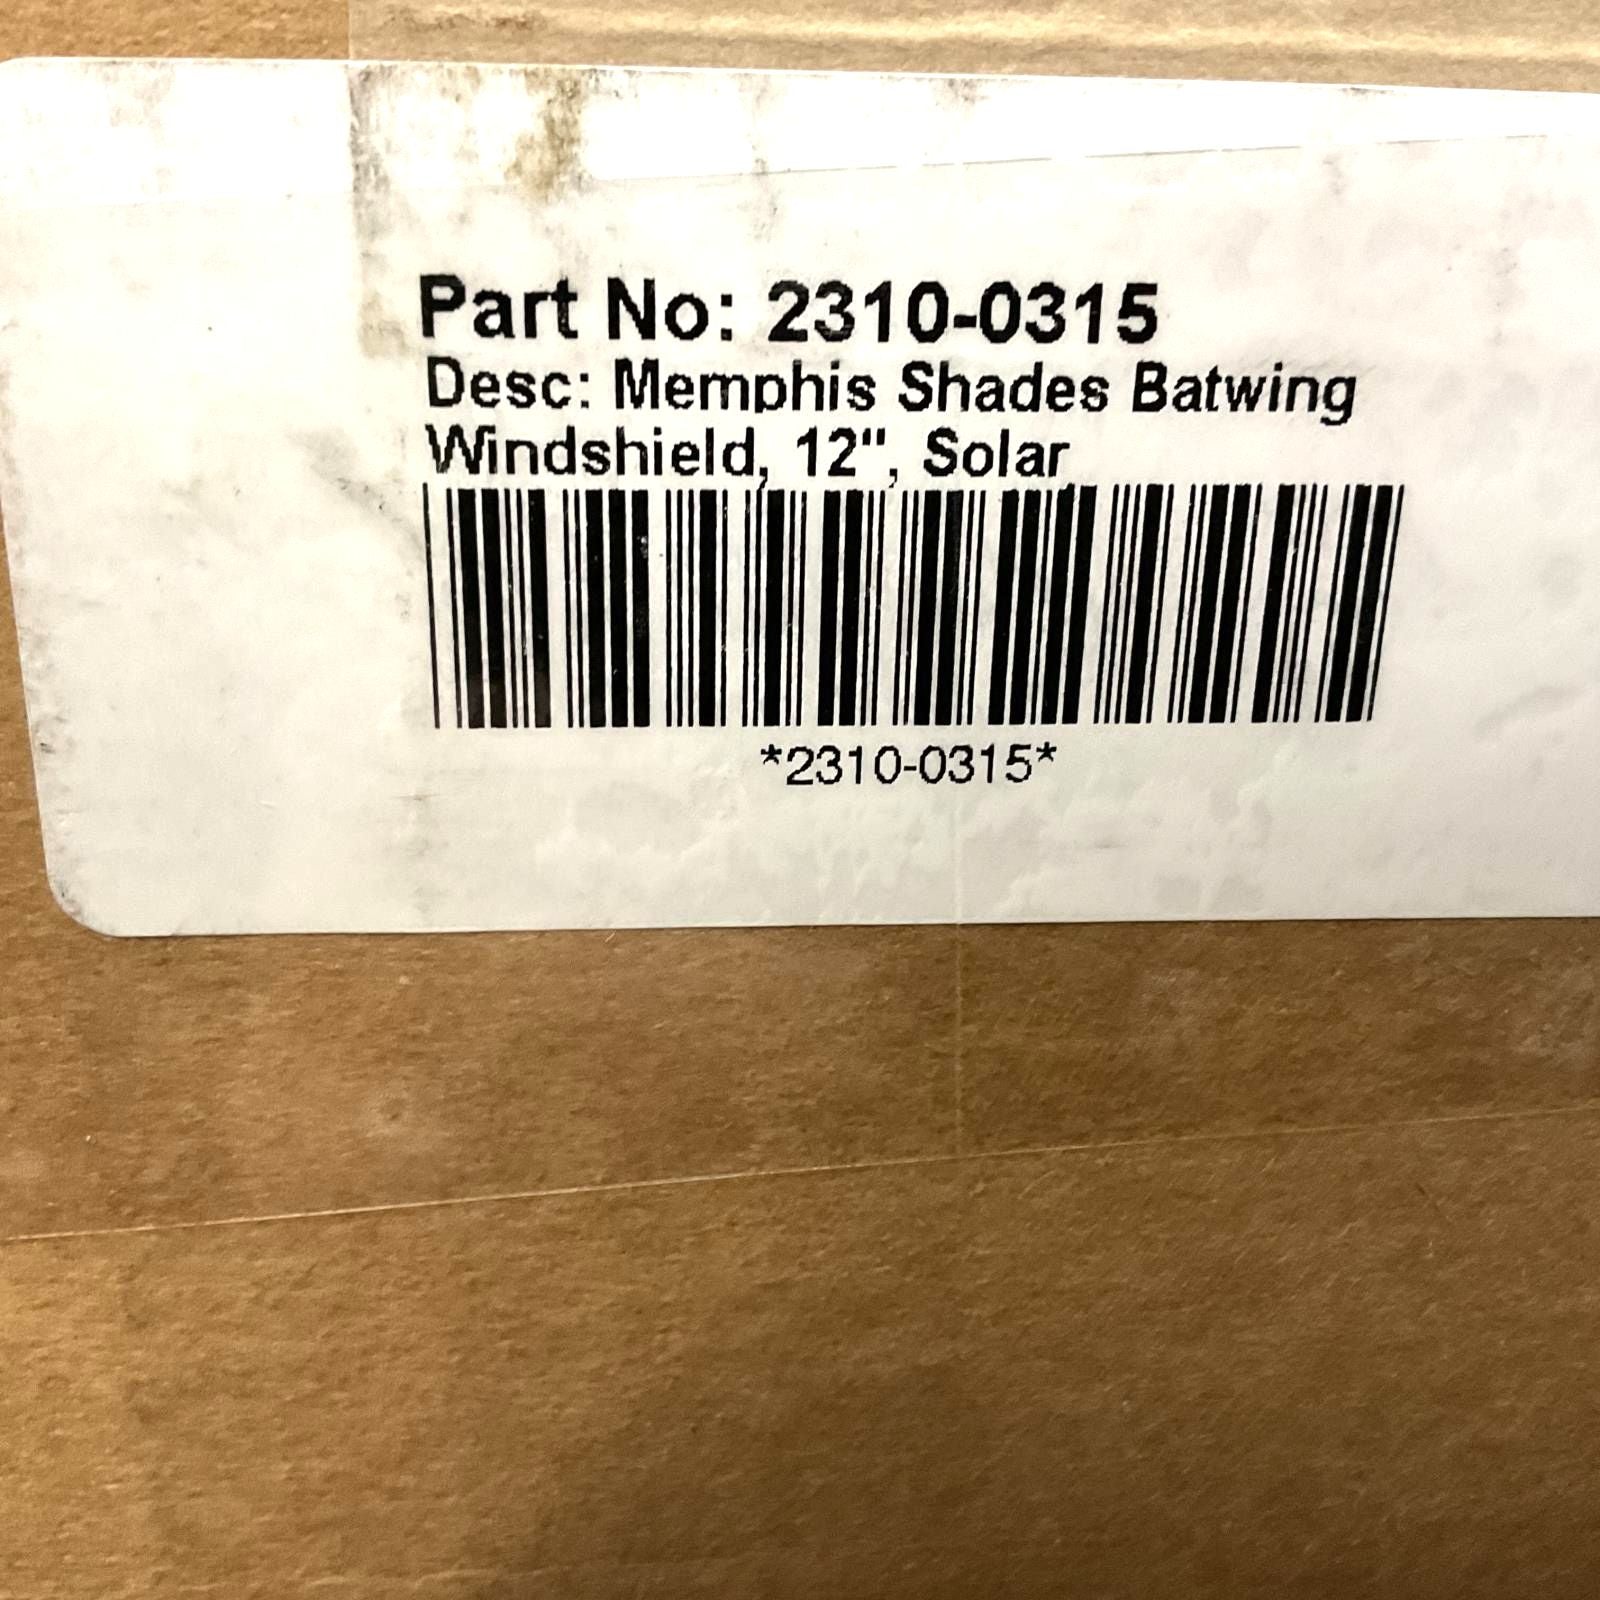 Part No: 2310-0315
Desc: Memphis Shades Batwing
Windshield, 12", Solar
*2310-0315*